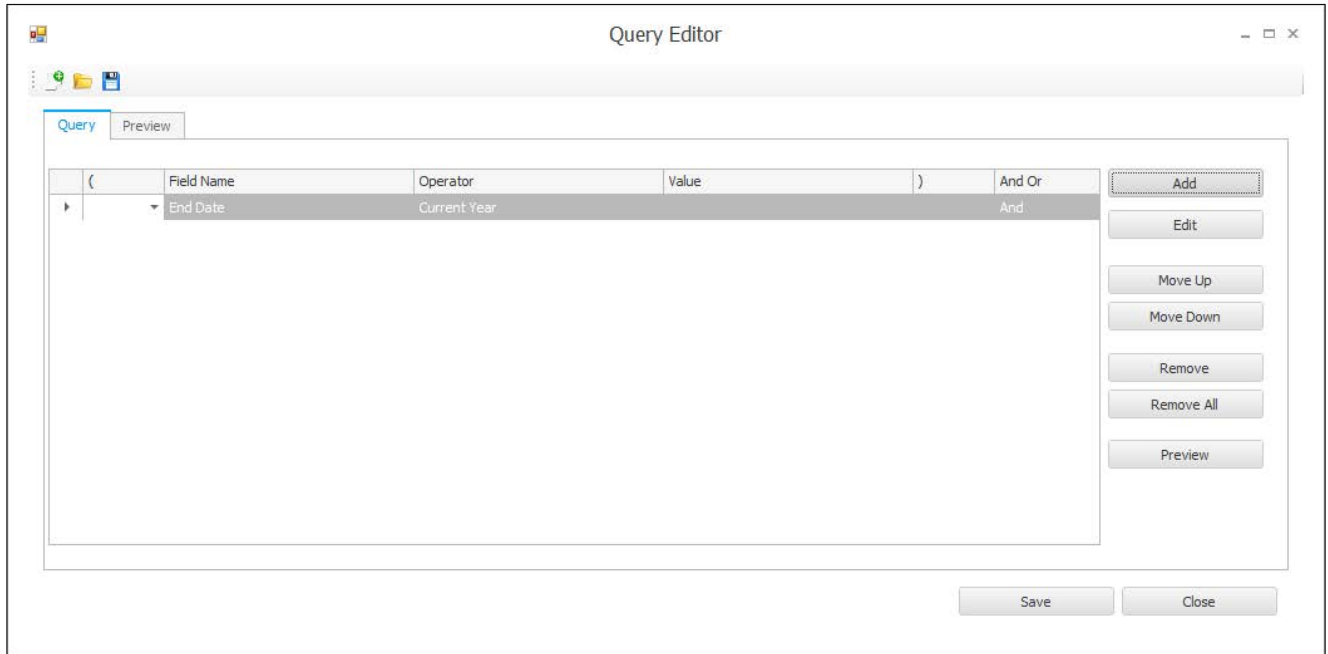 Query Editor
Query Preview
( Field Name Operator Value ) And Or
End Date Current Year And
Add
Edit
Move Up
Move Down
Remove
Remove All
Preview
Save Close